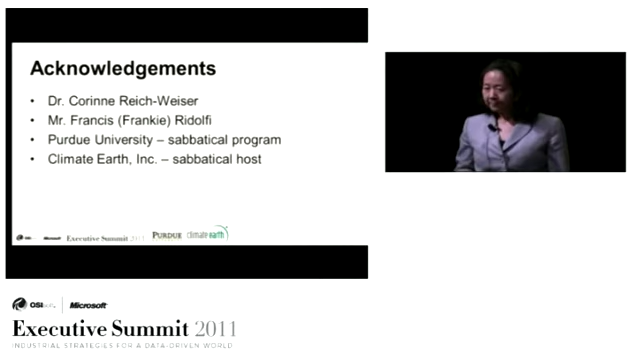 Acknowledgements
• Dr. Corinne Reich-Weiser
• Mr. Francis (Frankie) Ridolfi
• Purdue University – sabbatical program
• Climate Earth, Inc. – sabbatical host
Executive Summit 2011 PURDUE climate earth
OSIsoft. Microsoft
Executive Summit 2011
INDUSTRIAL STRATEGIES FOR A DATA-DRIVEN WORLD